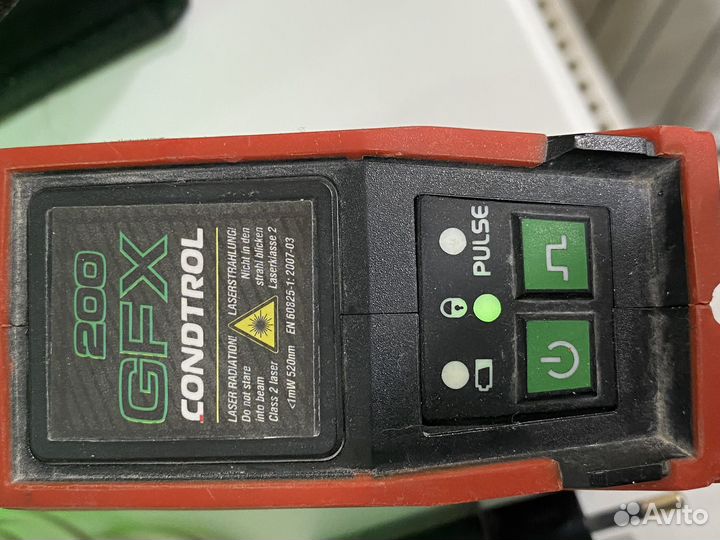 200
GFX
CONDTROL
LASER RADIATION!
Do not stare
into beam
Class 2 laser
LASERSTRAHLUNG!
Nicht in den
strahl blicken
Laserklasse 2
<1mW 520nm EN 60825-1: 2007-03
PULSE
Avito